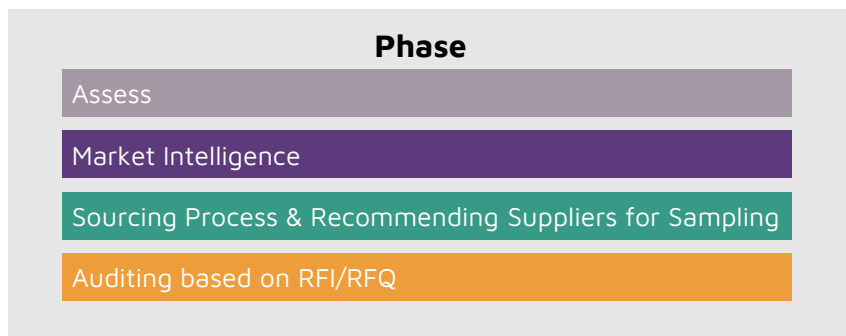 Phase
Assess
Market Intelligence
Sourcing Process & Recommending Suppliers for Sampling
Auditing based on RFI/RFQ